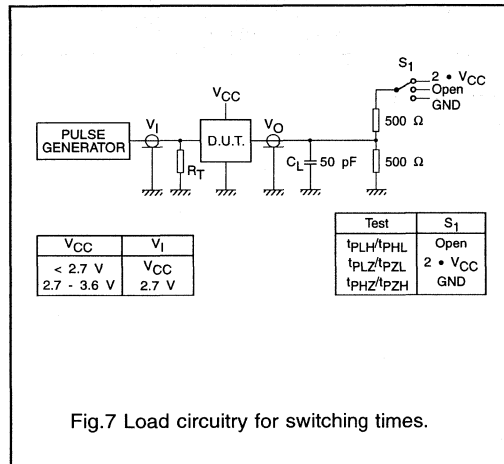 S1
2 • VCC
Open
GND
VCC
PULSE
GENERATOR
VI
D.U.T.
VO
500 Ω
RT
CL
50 pF
500 Ω
VCC VI
< 2.7 V VCC
2.7 - 3.6 V 2.7 V
Test S1
tPLH/tPHL Open
tPLZ/tPZL 2 • VCC
tPHZ/tPZH GND
Fig.7 Load circuitry for switching times.